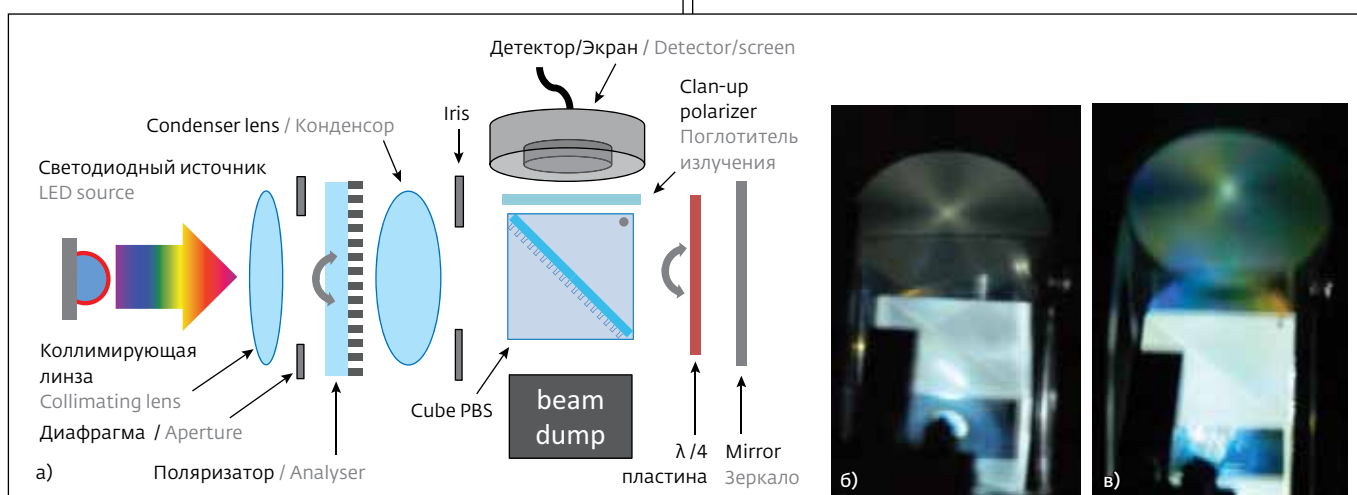 Детектор/Экран / Detector/screen
Clan-up
polarizer
Поглотитель
излучения
Iris
Condenser lens / Конденсор
Светодиодный источник
LED source
Коллимирующая
линза
Collimating lens
Диафрагма / Aperture
Поляризатор / Analyser
Cube PBS
beam
dump
λ/4
пластина
Mirror
Зеркало
а)
б)
в)